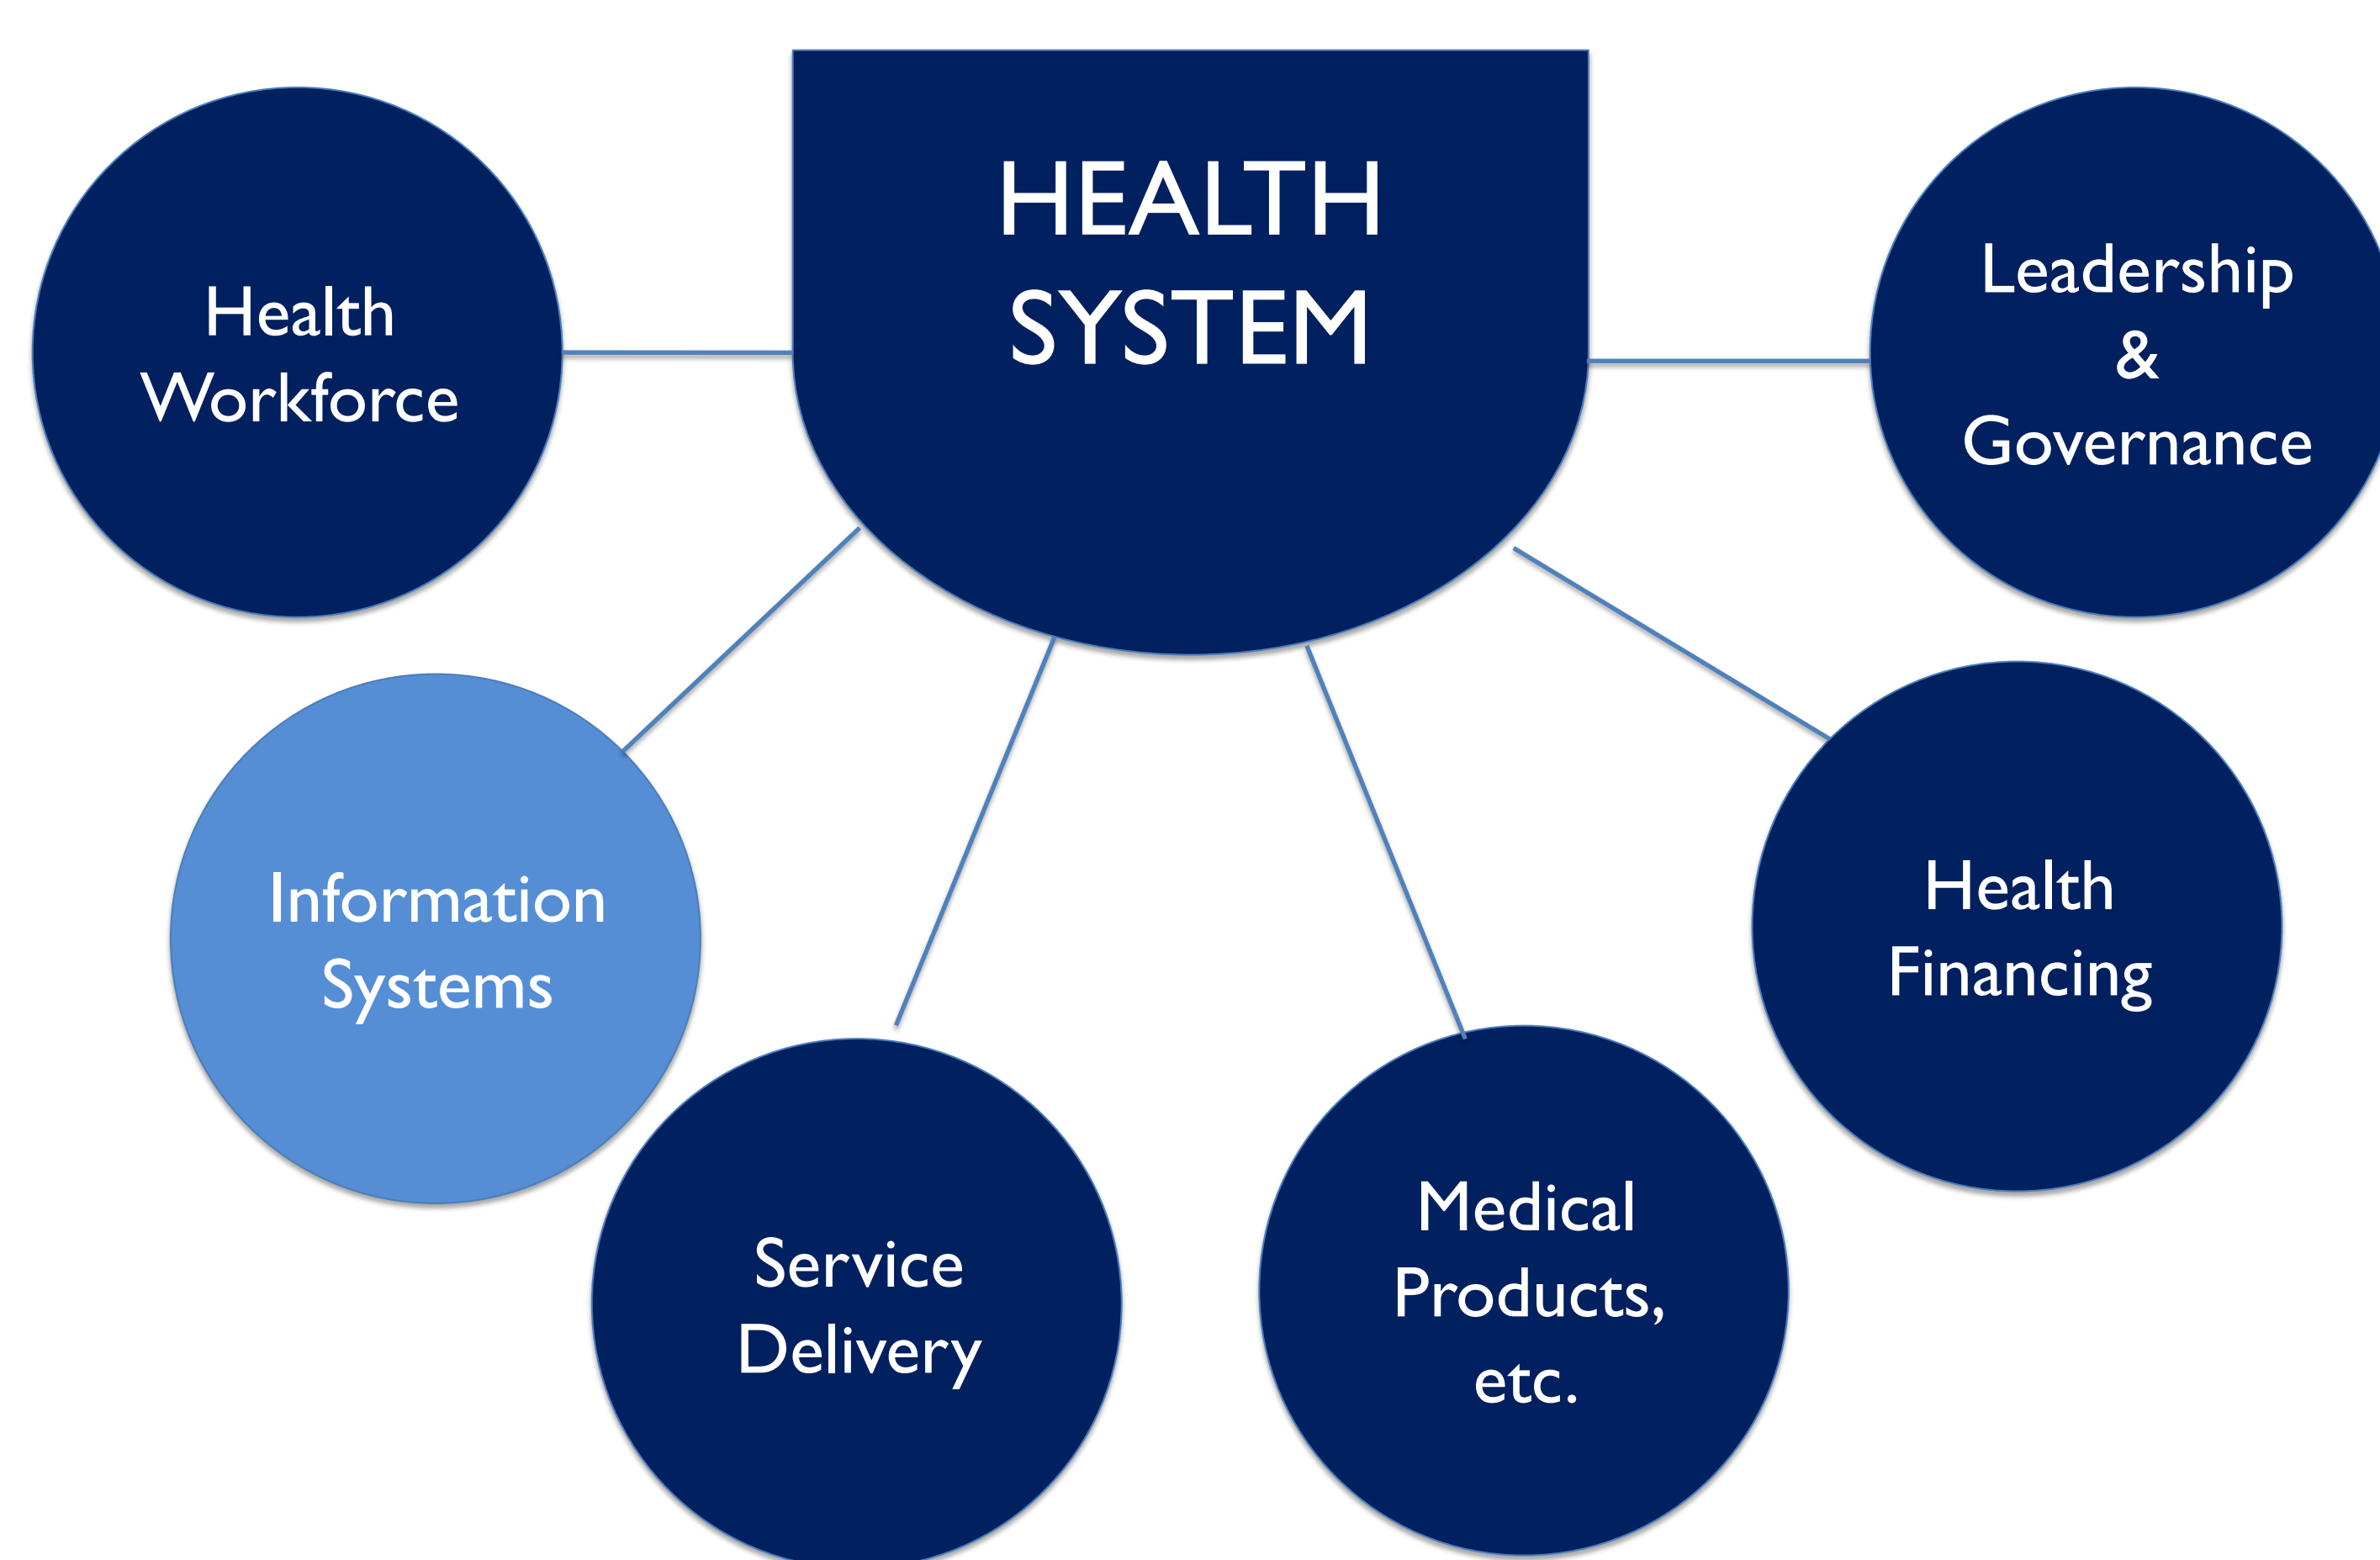 HEALTH
SYSTEM
Health
Workforce
Leadership
&
Governance
Information
Systems
Health
Financing
Service
Delivery
Medical
Products,
etc.